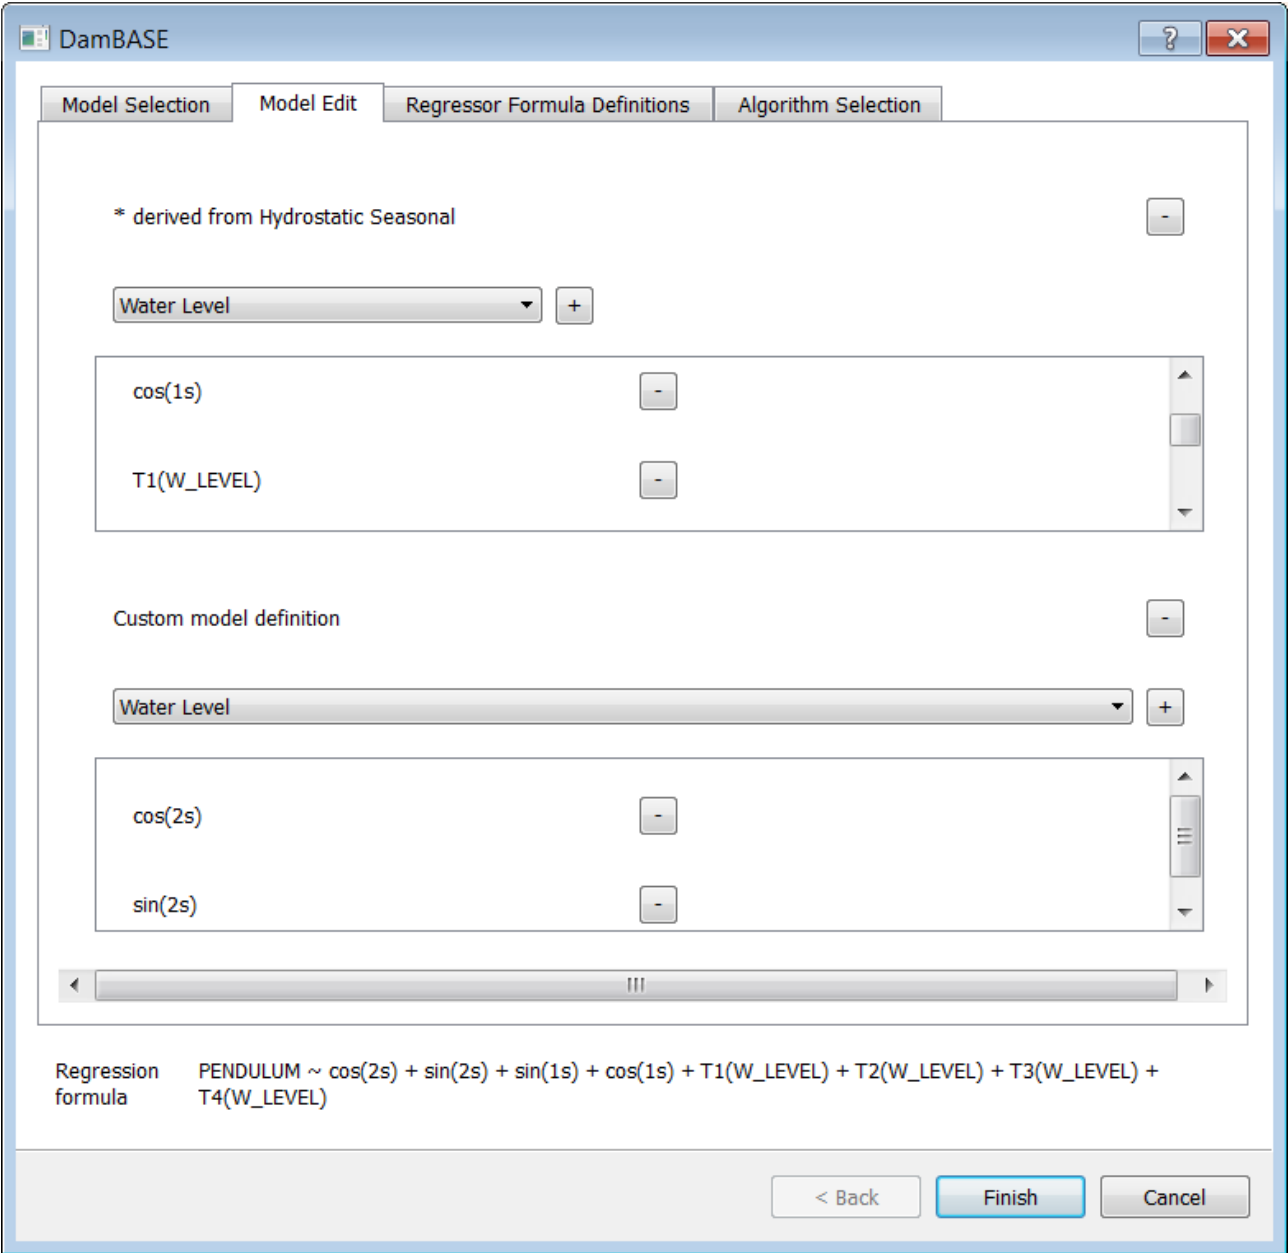 DamBASE
?
Model Selection
Model Edit
Regressor Formula Definitions
Algorithm Selection
* derived from Hydrostatic Seasonal
-
Water Level
+
cos(1s)
-
T1(W_LEVEL)
-
Custom model definition
-
Water Level
+
cos(2s)
-
sin(2s)
-
Regression formula
PENDULUM ~ cos(2s) + sin(2s) + sin(1s) + cos(1s) + T1(W_LEVEL) + T2(W_LEVEL) + T3(W_LEVEL) +
T4(W_LEVEL)
< Back
Finish
Cancel